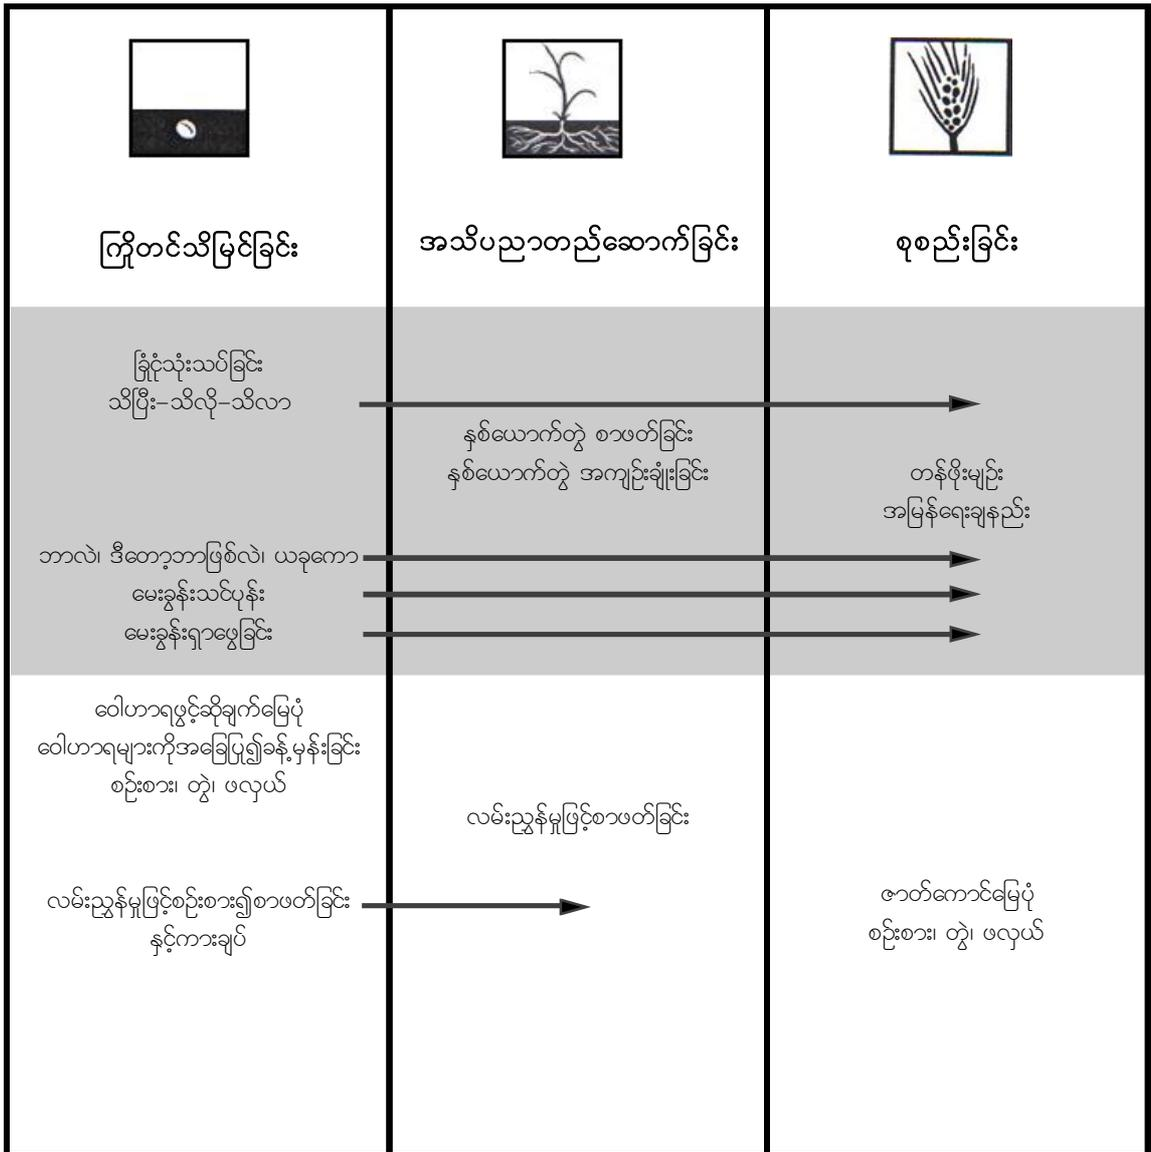 ကြိုတင်သိမြင်ခြင်း
အသိပညာတည်ဆောက်ခြင်း
စုစည်းခြင်း
ခြုံငုံသုံးသပ်ခြင်း
သိပြီး–သိလို–သိလာ
နှစ်ယောက်တွဲ စာဖတ်ခြင်း
နှစ်ယောက်တွဲ အကျဉ်းချုံးခြင်း
တန်ဖိုးမျဉ်း
အမြန်ရေးချနည်း
ဘာလဲ၊ ဒီတော့ဘာဖြစ်လဲ၊ ယခုကော
မေးခွန်းသင်ပုန်း
မေးခွန်းရှာဖွေခြင်း
ဝေါဟာရဖွင့်ဆိုချက်မြေပုံ
ဝေါဟာရများကိုအခြေပြု၍ခန့်မှန်းခြင်း
စဉ်းစား၊ တွဲ၊ ဖလှယ်
လမ်းညွှန်မှုဖြင့်စာဖတ်ခြင်း
လမ်းညွှန်မှုဖြင့်စဉ်းစား၍စာဖတ်ခြင်း
နှင့်ကားချပ်
ဇာတ်ကောင်မြေပုံ
စဉ်းစား၊ တွဲ၊ ဖလှယ်